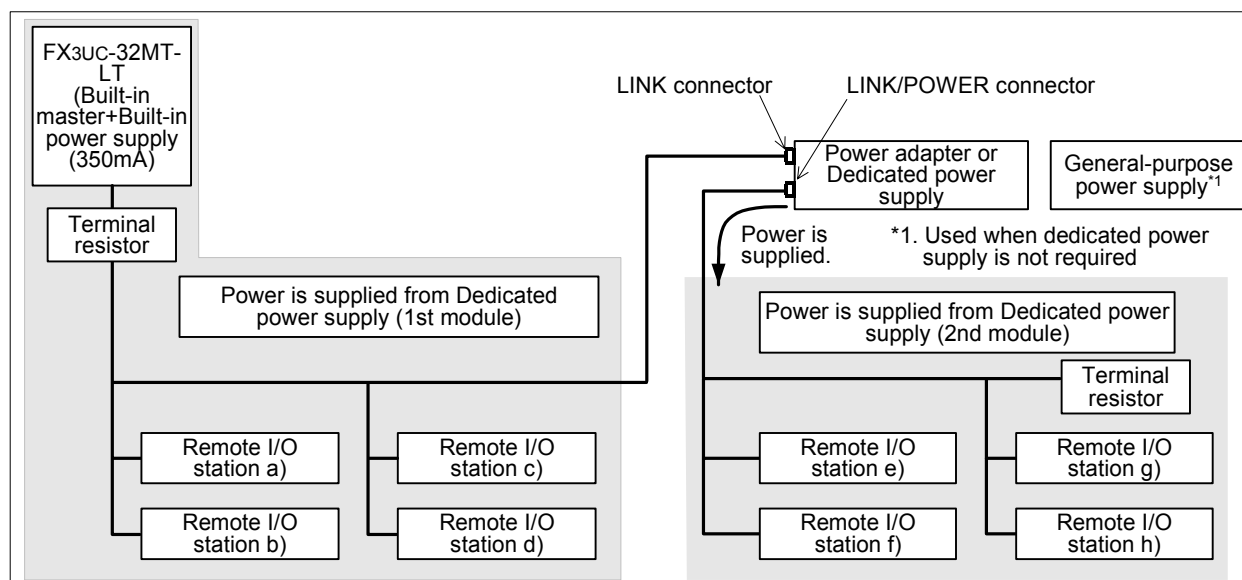 FX3UC-32MT-
LT
(Built-in
master+Built-in
power supply
(350mA)
Terminal
resistor
LINK connector
LINK/POWER connector
Power adapter or
Dedicated power
supply
General-purpose
power supply*1
Power is
supplied.
*1. Used when dedicated power
supply is not required
Power is supplied from Dedicated
power supply (1st module)
Power is supplied from Dedicated power
supply (2nd module)
Terminal
resistor
Remote I/O
station a)
Remote I/O
station c)
Remote I/O
station b)
Remote I/O
station d)
Remote I/O
station e)
Remote I/O
station g)
Remote I/O
station f)
Remote I/O
station h)